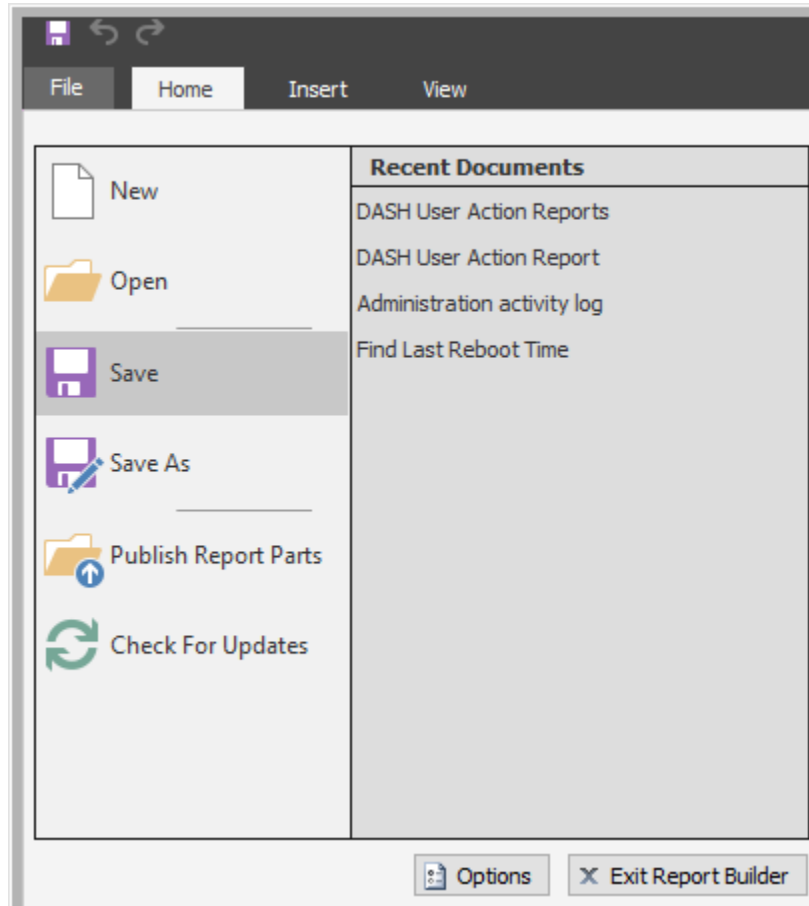 File Home Insert View
New
Open
Save
Save As
Publish Report Parts
Check For Updates
Recent Documents
DASH User Action Reports
DASH User Action Report
Administration activity log
Find Last Reboot Time
Options Exit Report Builder